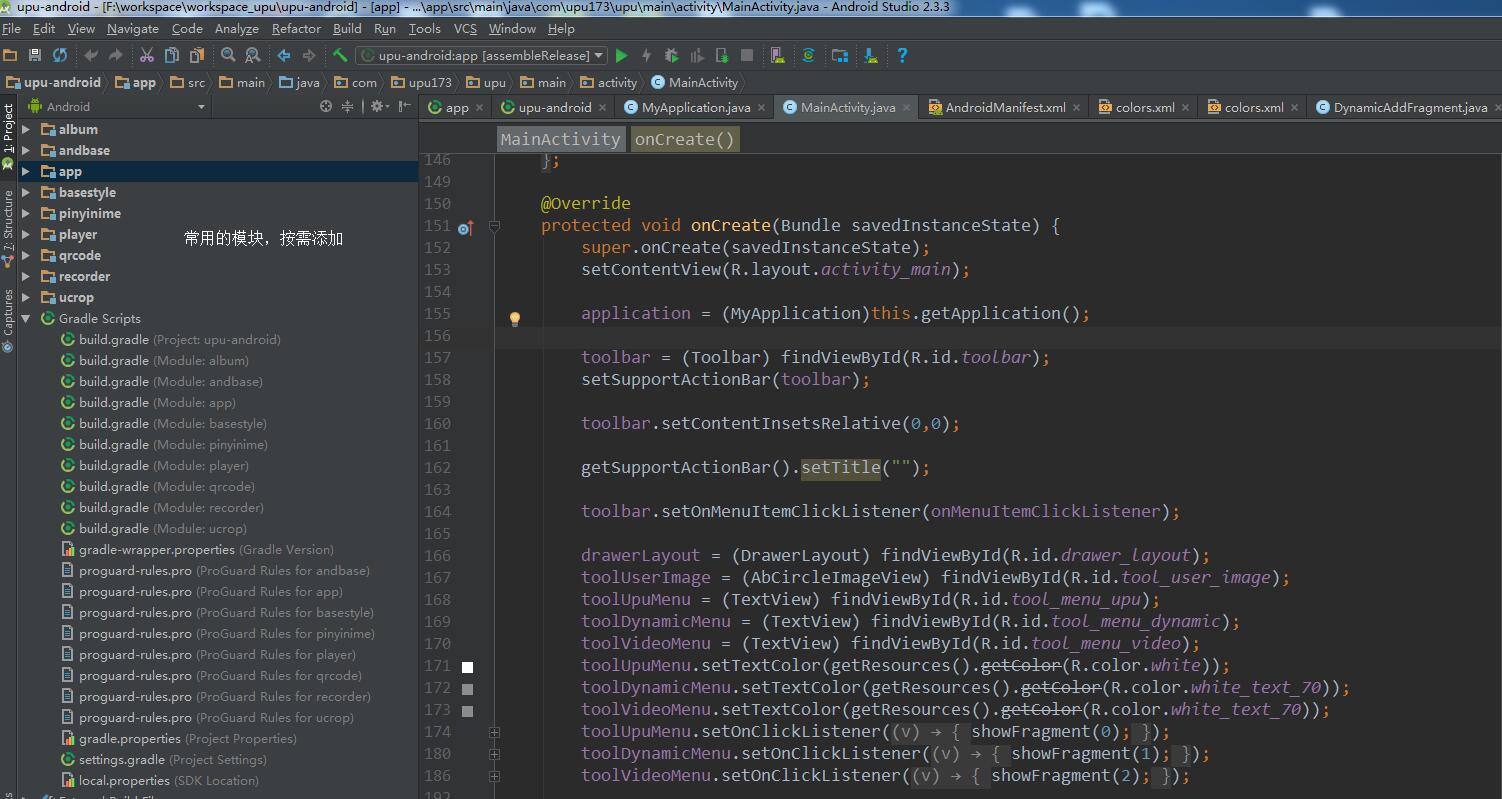 upu-android - [F:\workspace\workspace_upu\upu-android] - [app] - ...\app\src\main\java\com\upu173\upu\main\activity\MainActivity.java - Android Studio 2.3.3
File Edit View Navigate Code Analyze Refactor Build Run Tools VCS Window Help
upu-android:app [assembleRelease]
upu-android app src main java com upu173 upu main activity MainActivity
Android
app upu-android MyApplication.java MainActivity.java AndroidManifest.xml colors.xml colors.xml DynamicAddFragment.java
1: Project
7: Structure
Captures
album
andbase
app
basestyle
pinyinime
player
常用的模块，按需添加
qrcode
recorder
ucrop
Gradle Scripts
build.gradle (Project: upu-android)
build.gradle (Module: album)
build.gradle (Module: andbase)
build.gradle (Module: app)
build.gradle (Module: basestyle)
build.gradle (Module: pinyinime)
build.gradle (Module: player)
build.gradle (Module: qrcode)
build.gradle (Module: recorder)
build.gradle (Module: ucrop)
gradle-wrapper.properties (Gradle Version)
proguard-rules.pro (ProGuard Rules for andbase)
proguard-rules.pro (ProGuard Rules for app)
proguard-rules.pro (ProGuard Rules for basestyle)
proguard-rules.pro (ProGuard Rules for pinyinime)
proguard-rules.pro (ProGuard Rules for player)
proguard-rules.pro (ProGuard Rules for qrcode)
proguard-rules.pro (ProGuard Rules for recorder)
proguard-rules.pro (ProGuard Rules for ucrop)
gradle.properties (Project Properties)
settings.gradle (Project Settings)
local.properties (SDK Location)
MainActivity onCreate()
146 };
149
150 @Override
151 protected void onCreate(Bundle savedInstanceState) {
152 super.onCreate(savedInstanceState);
153 setContentView(R.layout.activity_main);
154
155 application = (MyApplication)this.getApplication();
156
157 toolbar = (Toolbar) findViewById(R.id.toolbar);
158 setSupportActionBar(toolbar);
159
160 toolbar.setContentInsetsRelative(0,0);
161
162 getSupportActionBar().setTitle("");
163
164 toolbar.setOnMenuItemClickListener(onMenuItemClickListener);
165
166 drawerLayout = (DrawerLayout) findViewById(R.id.drawer_layout);
167 toolUserImage = (AbCircleImageView) findViewById(R.id.tool_user_image);
168 toolUpuMenu = (TextView) findViewById(R.id.tool_menu_upu);
169 toolDynamicMenu = (TextView) findViewById(R.id.tool_menu_dynamic);
170 toolVideoMenu = (TextView) findViewById(R.id.tool_menu_video);
171 toolUpuMenu.setTextColor(getResources().getColor(R.color.white));
172 toolDynamicMenu.setTextColor(getResources().getColor(R.color.white_text_70));
173 toolVideoMenu.setTextColor(getResources().getColor(R.color.white_text_70));
174 toolUpuMenu.setOnClickListener((v) → { showFragment(0); });
180 toolDynamicMenu.setOnClickListener((v) → { showFragment(1); });
186 toolVideoMenu.setOnClickListener((v) → { showFragment(2); });
192